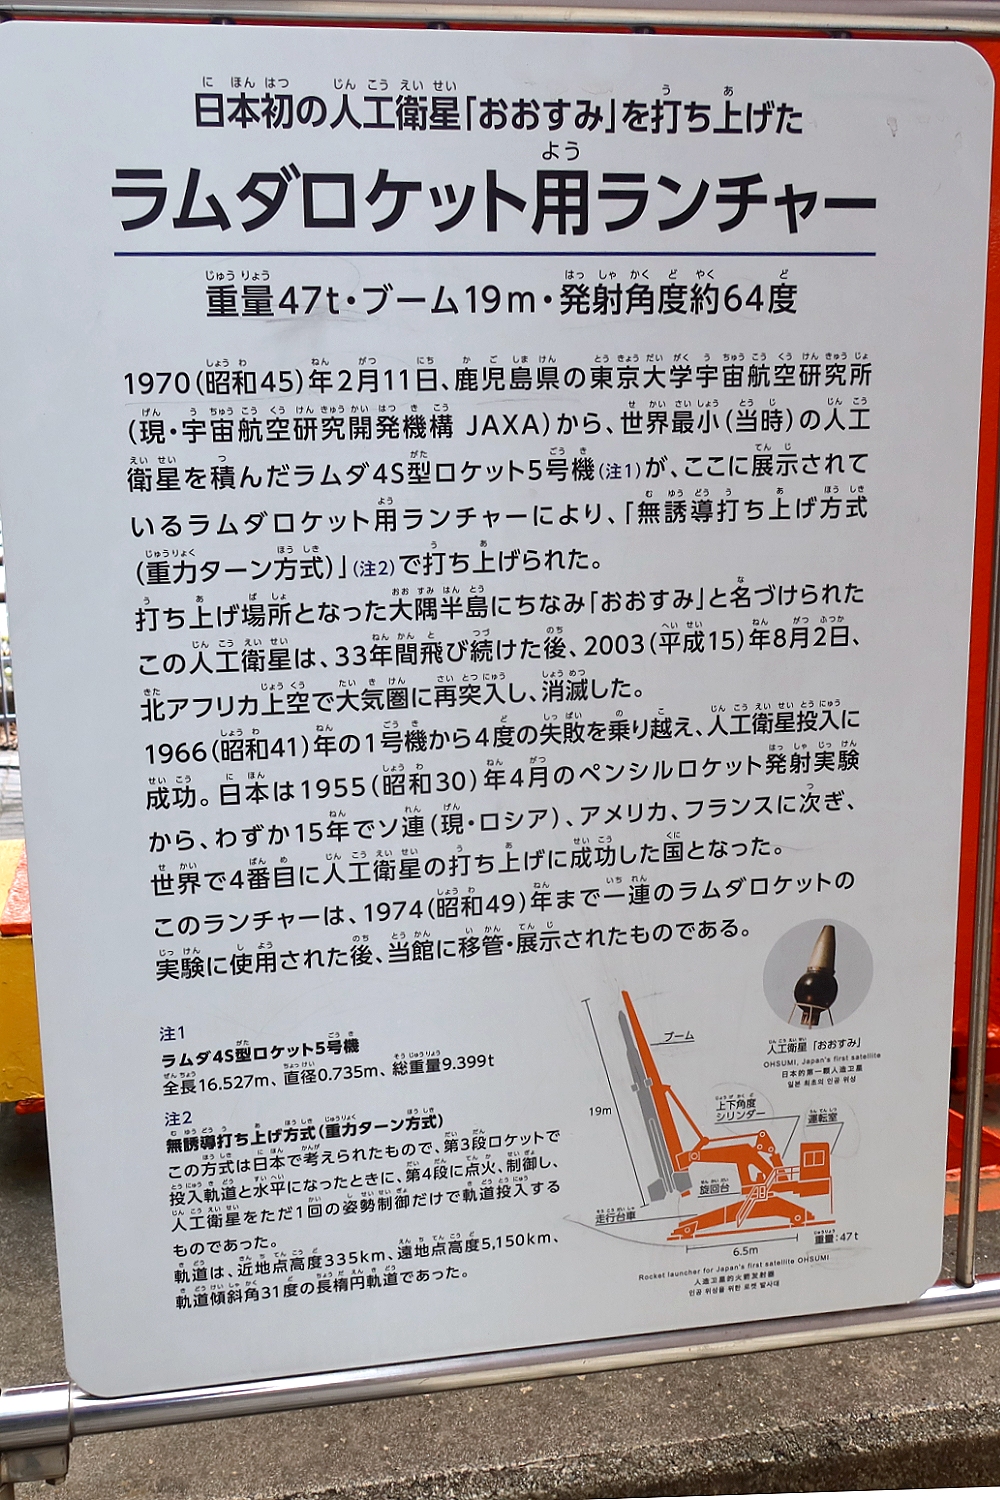 日本初の人工衛星「おおすみ」を打ち上げた
ラムダロケット用ランチャー
重量47t・ブーム19m・発射角度約64度
1970(昭和45)年2月11日、鹿児島県の東京大学宇宙航空研究所
(現・宇宙航空研究開発機構 JAXA)から、世界最小(当時)の人工
衛星を積んだラムダ4S型ロケット5号機(注1)が、ここに展示されて
いるラムダロケット用ランチャーにより、「無誘導打ち上げ方式
(重力ターン方式)」(注2)で打ち上げられた。
打ち上げ場所となった大隅半島にちなみ「おおすみ」と名づけられた
この人工衛星は、33年間飛び続けた後、2003(平成15)年8月2日、
北アフリカ上空で大気圏に再突入し、消滅した。
1966(昭和41)年の1号機から4度の失敗を乗り越え、人工衛星投入に
成功。日本は1955(昭和30)年4月のペンシルロケット発射実験
から、わずか15年でソ連(現・ロシア)、アメリカ、フランスに次ぎ、
世界で4番目に人工衛星の打ち上げに成功した国となった。
このランチャーは、1974(昭和49)年まで一連のラムダロケットの
実験に使用された後、当館に移管・展示されたものである。
注1
ラムダ4S型ロケット5号機
全長16.527m、直径0.735m、総重量9.399t
注2
無誘導打ち上げ方式(重力ターン方式)
この方式は日本で考えられたもので、第3段ロケットで
投入軌道と水平になったときに、第4段に点火、制御し、
人工衛星をただ1回の姿勢制御だけで軌道投入する
ものであった。
軌道は、近地点高度335km、遠地点高度5,150km、
軌道傾斜角31度の長楕円軌道であった。
人工衛星「おおすみ」
OHSUMI, Japan's first satellite
日本的第一颗人造卫星
일본 최초의 인공 위성
ブーム
19m
上下角度
シリンダー
運転室
旋回台
走行台車
重量:47t
6.5m
Rocket launcher for Japan's first satellite OHSUMI
人造卫星的火箭发射器
인공 위성을 위한 로켓 발사대